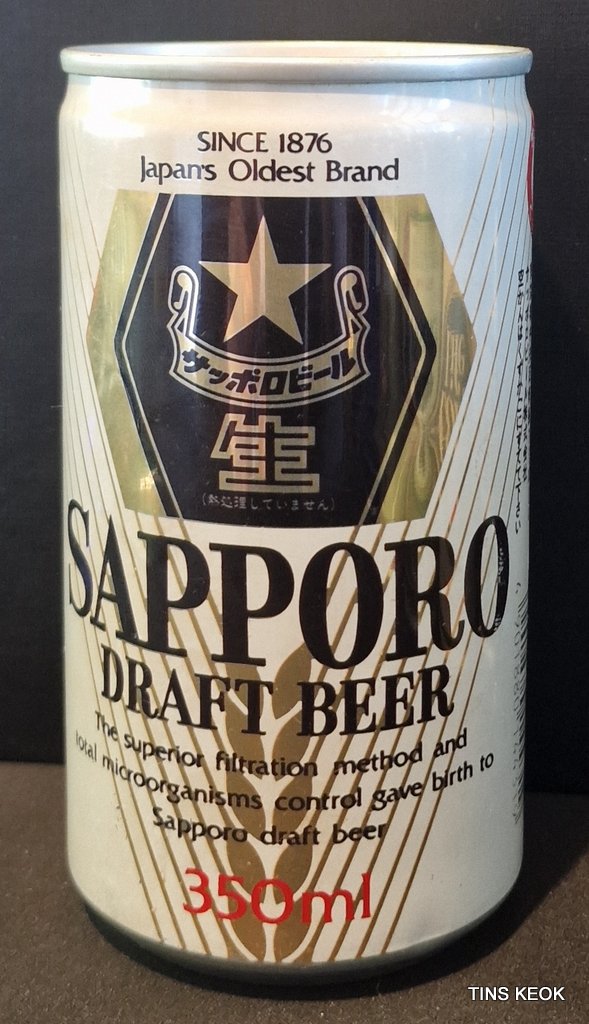 SINCE 1876
Japan's Oldest Brand
サッポロビール
生
(熱処理していません)
SAPPORO
DRAFT BEER
The superior filtration method and
total microorganisms control gave birth to
Sapporo draft beer
350ml
TINS KEOK